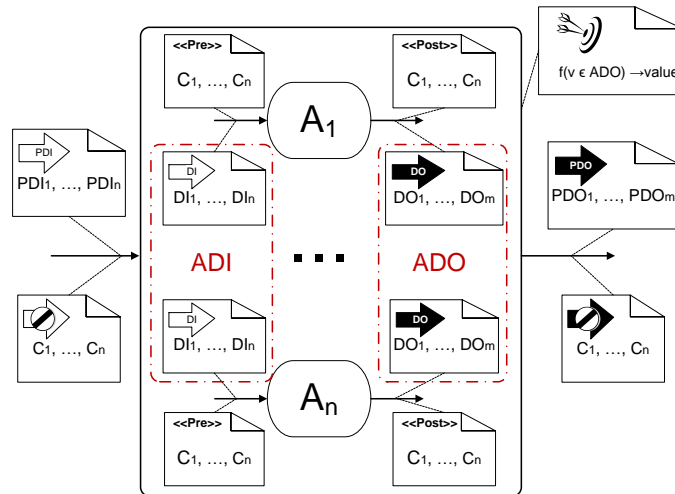 <<Pre>>
C1, …, Cn
<<Post>>
C1, …, Cn
f(v ϵ ADO) →value
A1
PDI
PDI1, …, PDIn
DI
DI1, …, DIn
DO
DO1, …, DOm
PDO
PDO1, …, PDOm
ADI
...
ADO
C1, …, Cn
DI
DI1, …, DIn
DO
DO1, …, DOm
C1, …, Cn
An
<<Pre>>
C1, …, Cn
<<Post>>
C1, …, Cn